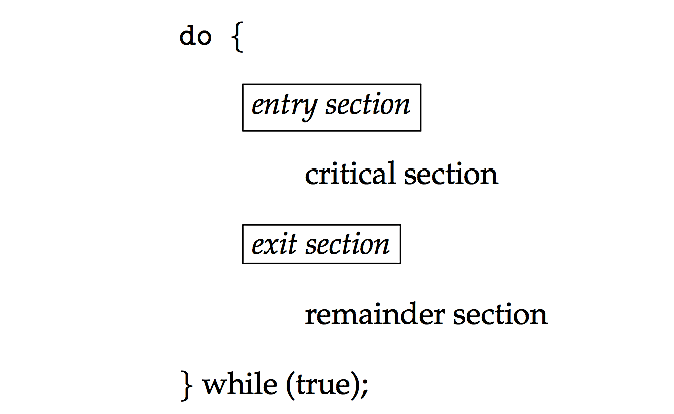 do {
entry section
critical section
exit section
remainder section
} while (true);